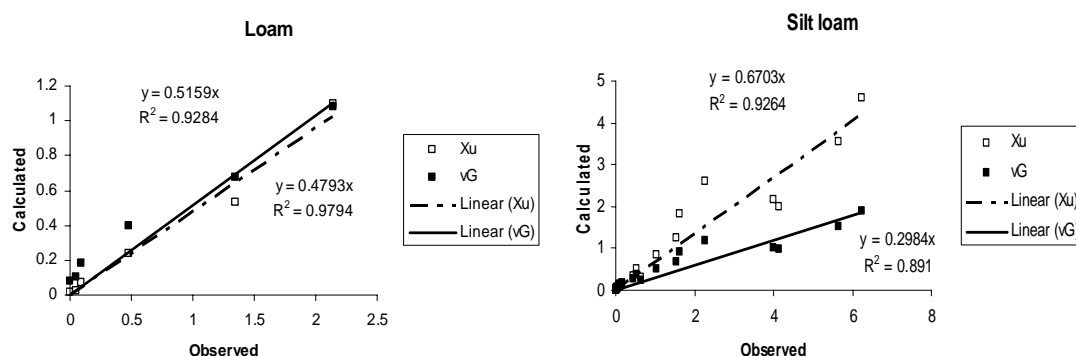 Loam
1.2
1
0.8
0.6
0.4
0.2
0
Calculated
0
0.5
1
1.5
2
2.5
Observed
y = 0.5159x
R² = 0.9284
y = 0.4793x
R² = 0.9794
Xu
vG
Linear (Xu)
Linear (vG)
Silt loam
5
4
3
2
1
0
Calculated
0
2
4
6
8
Observed
y = 0.6703x
R² = 0.9264
y = 0.2984x
R² = 0.891
Xu
vG
Linear (Xu)
Linear (vG)